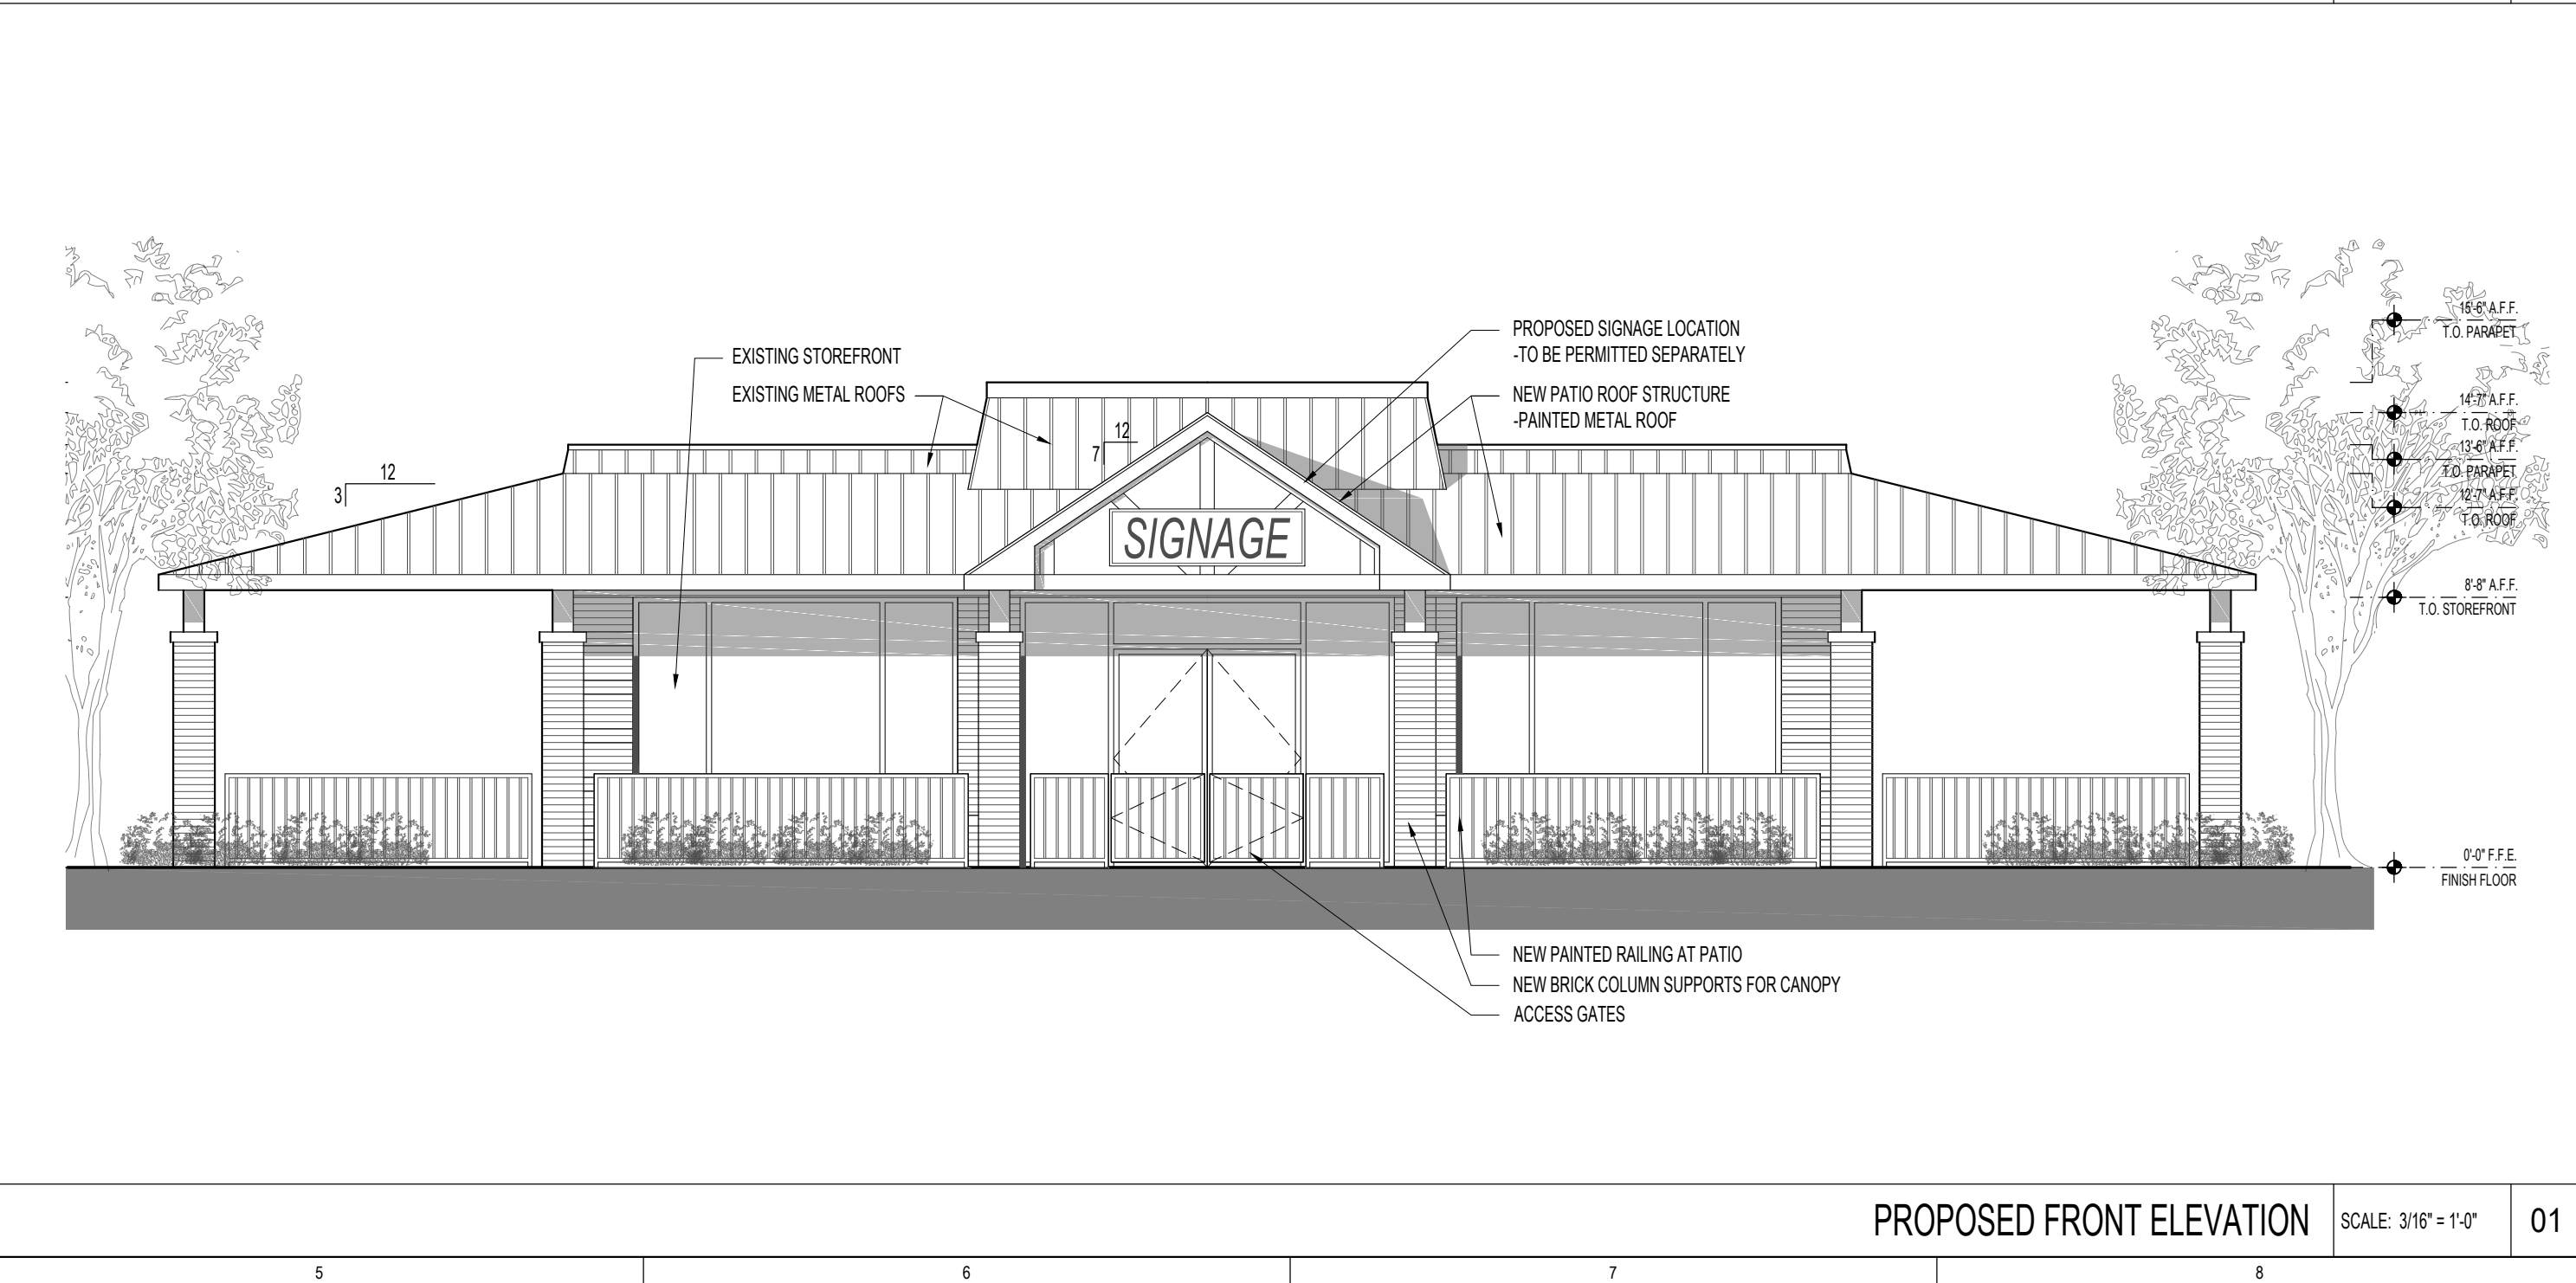 15'-6" A.F.F.
T.O. PARAPET
PROPOSED SIGNAGE LOCATION
-TO BE PERMITTED SEPARATELY
EXISTING STOREFRONT
EXISTING METAL ROOFS
NEW PATIO ROOF STRUCTURE
-PAINTED METAL ROOF
14'-7" A.F.F.
T.O. ROOF
12
7
13'-6" A.F.F.
T.O. PARAPET
12
3
12'-7" A.F.F.
T.O. ROOF
SIGNAGE
8'-8" A.F.F.
T.O. STOREFRONT
0'-0" F.F.E.
FINISH FLOOR
NEW PAINTED RAILING AT PATIO
NEW BRICK COLUMN SUPPORTS FOR CANOPY
ACCESS GATES
PROPOSED FRONT ELEVATION
SCALE: 3/16" = 1'-0"
01
5
6
7
8